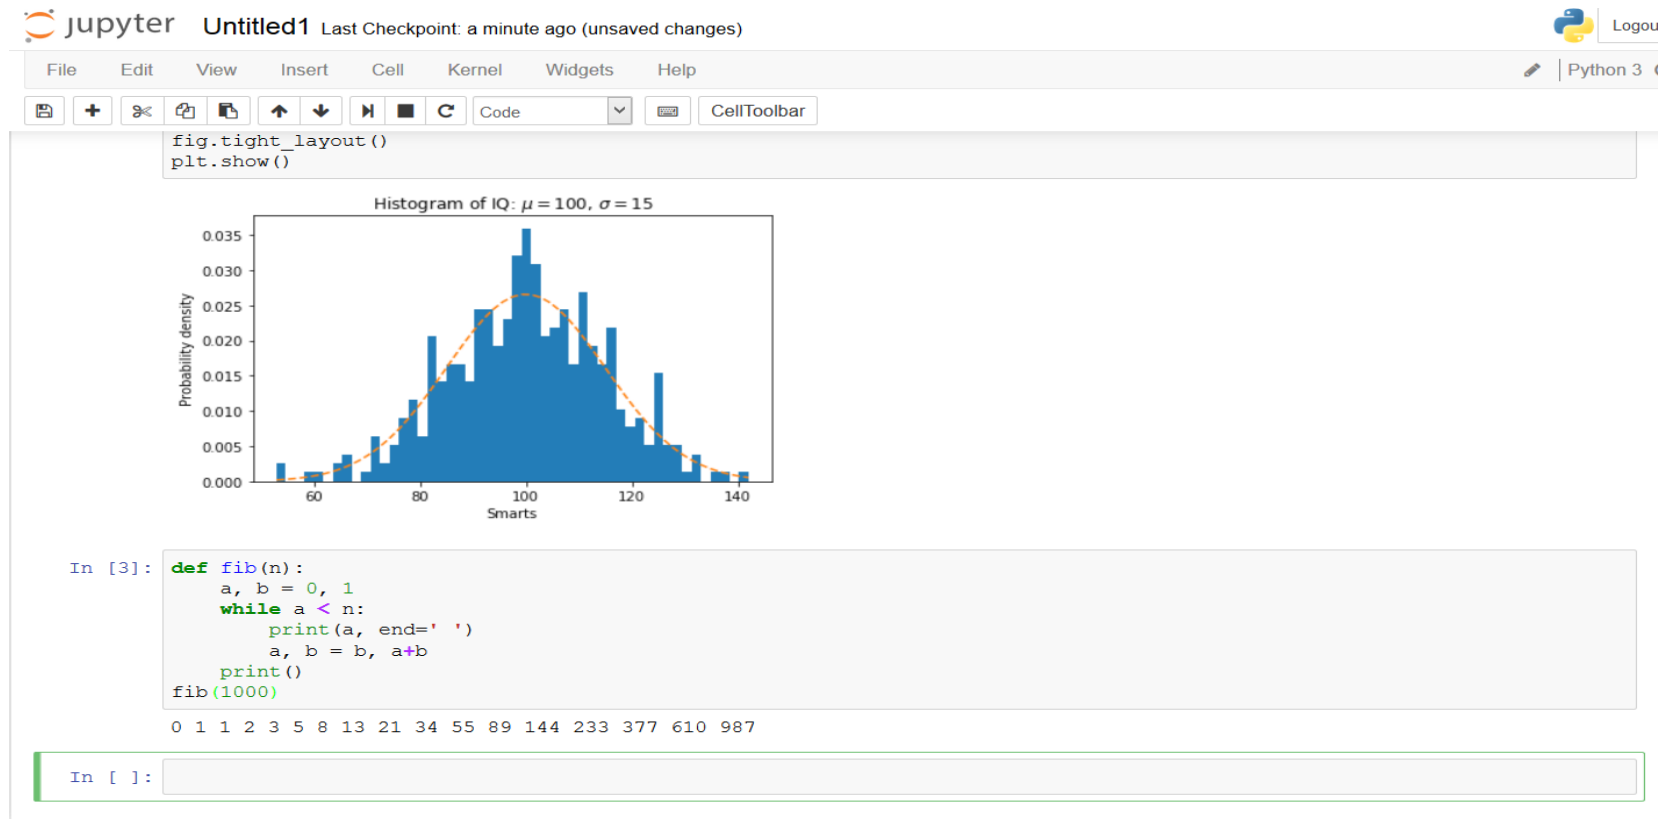 jupyter Untitled1 Last Checkpoint: a minute ago (unsaved changes) Logou
File Edit View Insert Cell Kernel Widgets Help Python 3
Code CellToolbar
fig.tight_layout()
plt.show()
Histogram of IQ: μ = 100, σ = 15
0.035
0.030
0.025
0.020
0.015
0.010
0.005
0.000
Probability density
60 80 100 120 140
Smarts
In [3]: def fib(n):
    a, b = 0, 1
    while a < n:
        print(a, end=' ')
        a, b = b, a+b
    print()
fib(1000)
0 1 1 2 3 5 8 13 21 34 55 89 144 233 377 610 987
In [ ]: